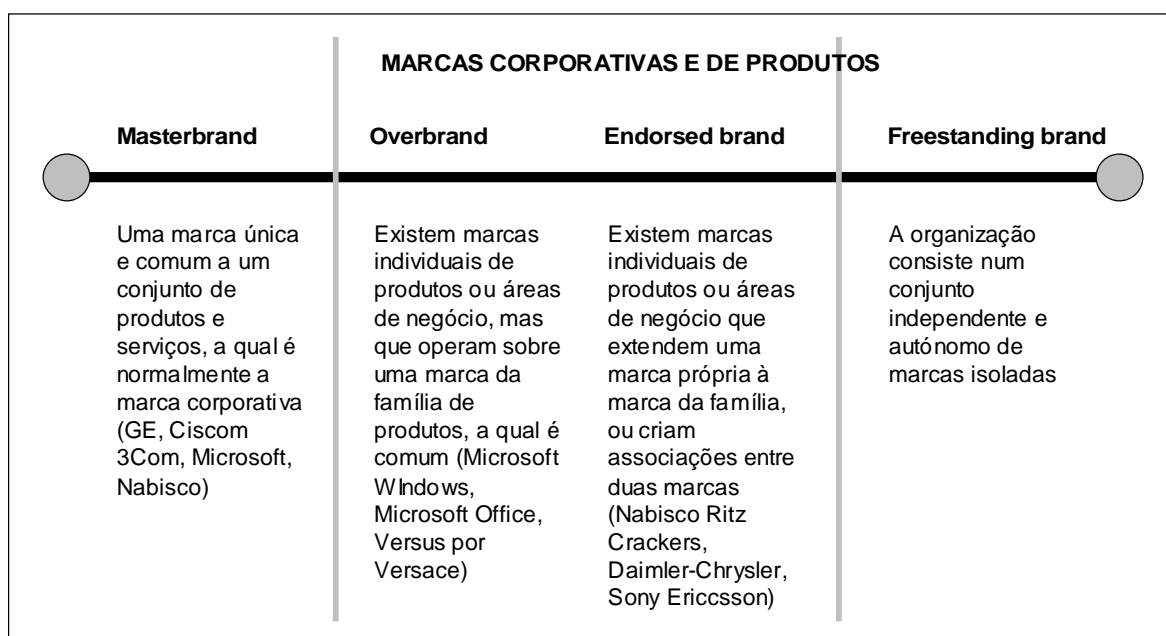 MARCAS CORPORATIVAS E DE PRODUTOS
Masterbrand
Overbrand
Endorsed brand
Freestanding brand
Uma marca única
e comum a um
conjunto de
produtos e
serviços, a qual é
normalmente a
marca corporativa
(GE, Ciscom
3Com, Microsoft,
Nabisco)
Existem marcas
individuais de
produtos ou áreas
de negócio, mas
que operam sobre
uma marca da
família de
produtos, a qual é
comum (Microsoft
WIndows,
Microsoft Office,
Versus por
Versace)
Existem marcas
individuais de
produtos ou áreas
de negócio que
extendem uma
marca própria à
marca da família,
ou criam
associações entre
duas marcas
(Nabisco Ritz
Crackers,
Daimler-Chrysler,
Sony Ericcsson)
A organização
consiste num
conjunto
independente e
autónomo de
marcas isoladas